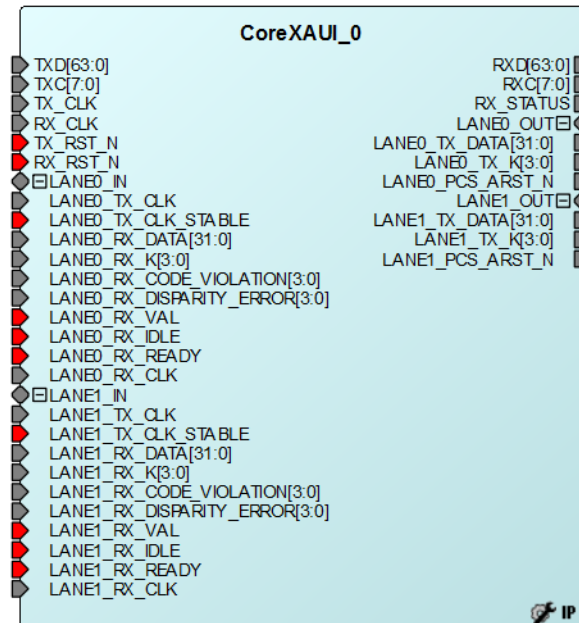 CoreXAUI_0
TXD[63:0]
TXC[7:0]
TX_CLK
RX_CLK
TX_RST_N
RX_RST_N
LANE0_IN
LANE0_TX_CLK
LANE0_TX_CLK_STABLE
LANE0_RX_DATA[31:0]
LANE0_RX_K[3:0]
LANE0_RX_CODE_VIOLATION[3:0]
LANE0_RX_DISPARITY_ERROR[3:0]
LANE0_RX_VAL
LANE0_RX_IDLE
LANE0_RX_READY
LANE0_RX_CLK
LANE1_IN
LANE1_TX_CLK
LANE1_TX_CLK_STABLE
LANE1_RX_DATA[31:0]
LANE1_RX_K[3:0]
LANE1_RX_CODE_VIOLATION[3:0]
LANE1_RX_DISPARITY_ERROR[3:0]
LANE1_RX_VAL
LANE1_RX_IDLE
LANE1_RX_READY
LANE1_RX_CLK
RXD[63:0]
RXC[7:0]
RX_STATUS
LANE0_OUT
LANE0_TX_DATA[31:0]
LANE0_TX_K[3:0]
LANE0_PCS_ARST_N
LANE1_OUT
LANE1_TX_DATA[31:0]
LANE1_TX_K[3:0]
LANE1_PCS_ARST_N
IP